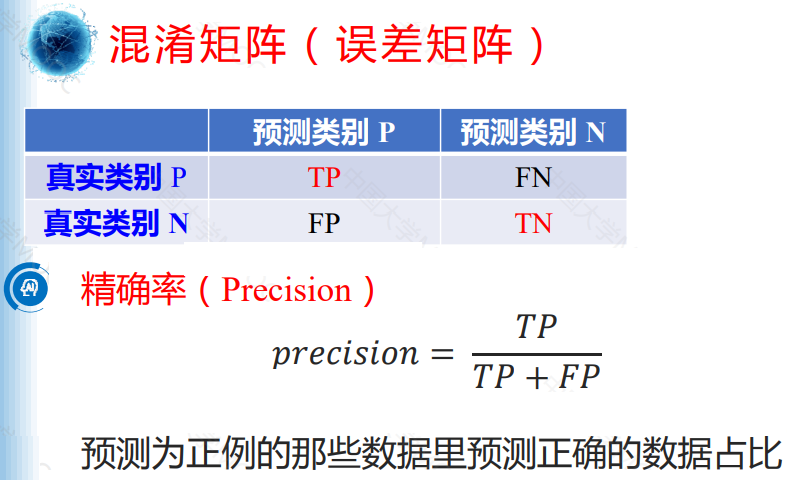 混淆矩阵（误差矩阵）
预测类别 P 预测类别 N
真实类别 P TP FN
真实类别 N FP TN
精确率（Precision）
precision = TP / TP + FP
预测为正例的那些数据里预测正确的数据占比